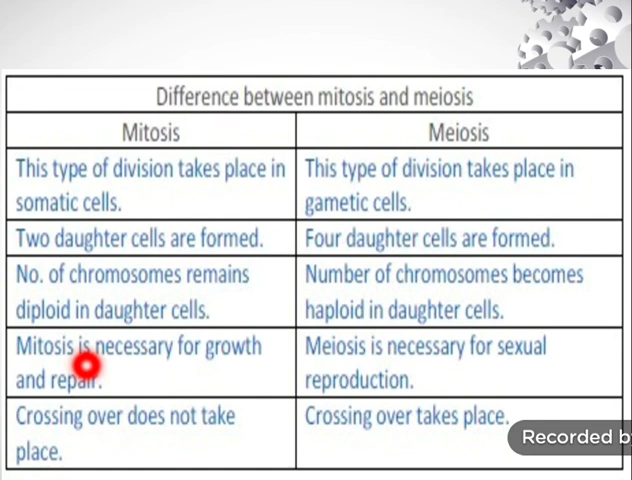 Difference between mitosis and meiosis
Mitosis
Meiosis
This type of division takes place in
somatic cells.
This type of division takes place in
gametic cells.
Two daughter cells are formed.
Four daughter cells are formed.
No. of chromosomes remains
diploid in daughter cells.
Number of chromosomes becomes
haploid in daughter cells.
Mitosis is necessary for growth
and repair.
Meiosis is necessary for sexual
reproduction.
Crossing over does not take
place.
Crossing over takes place.
Recorded by